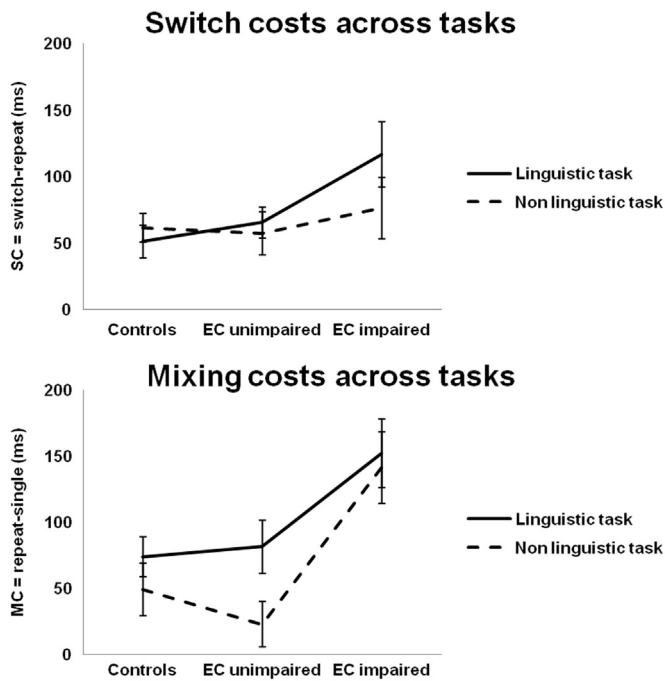 Switch costs across tasks
200
150
100
50
0
SC = switch-repeat (ms)
Controls EC unimpaired EC impaired
Linguistic task
Non linguistic task
Mixing costs across tasks
200
150
100
50
0
MC = repeat-single (ms)
Controls EC unimpaired EC impaired
Linguistic task
Non linguistic task